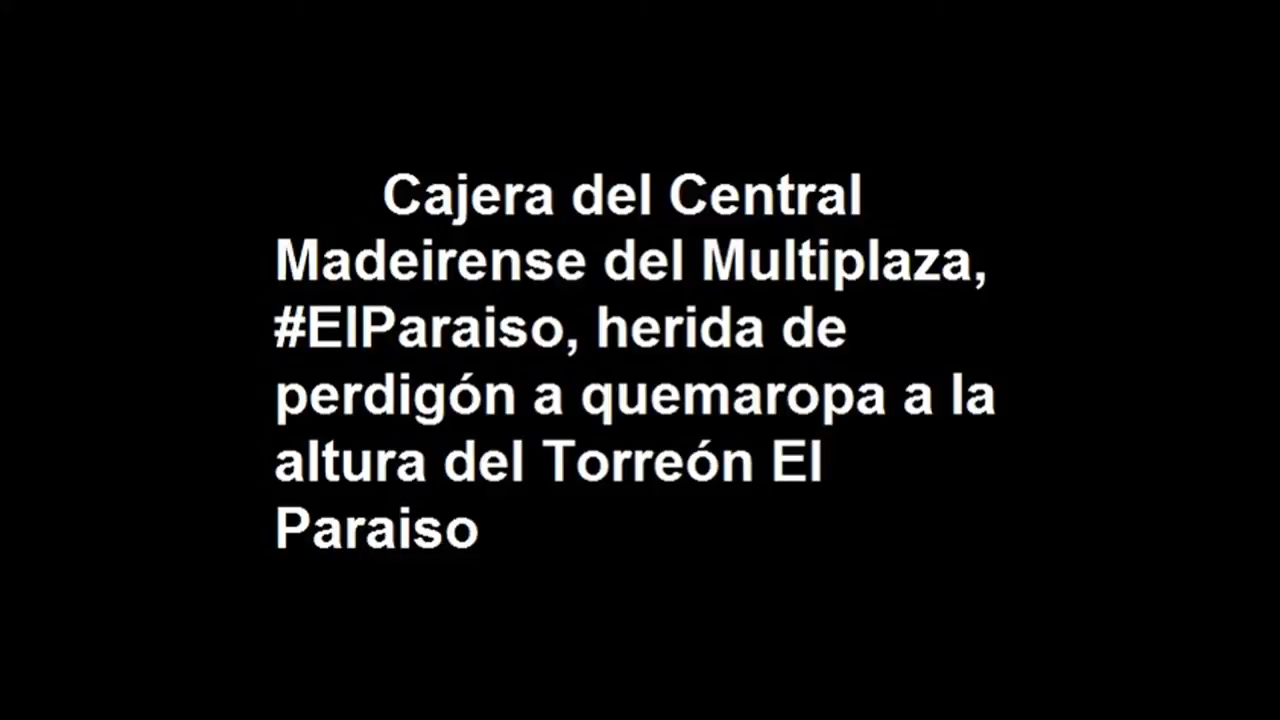 Cajera del Central
Madeirense del Multiplaza,
#ElParaiso, herida de
perdigón a quemaropa a la
altura del Torreón El
Paraiso